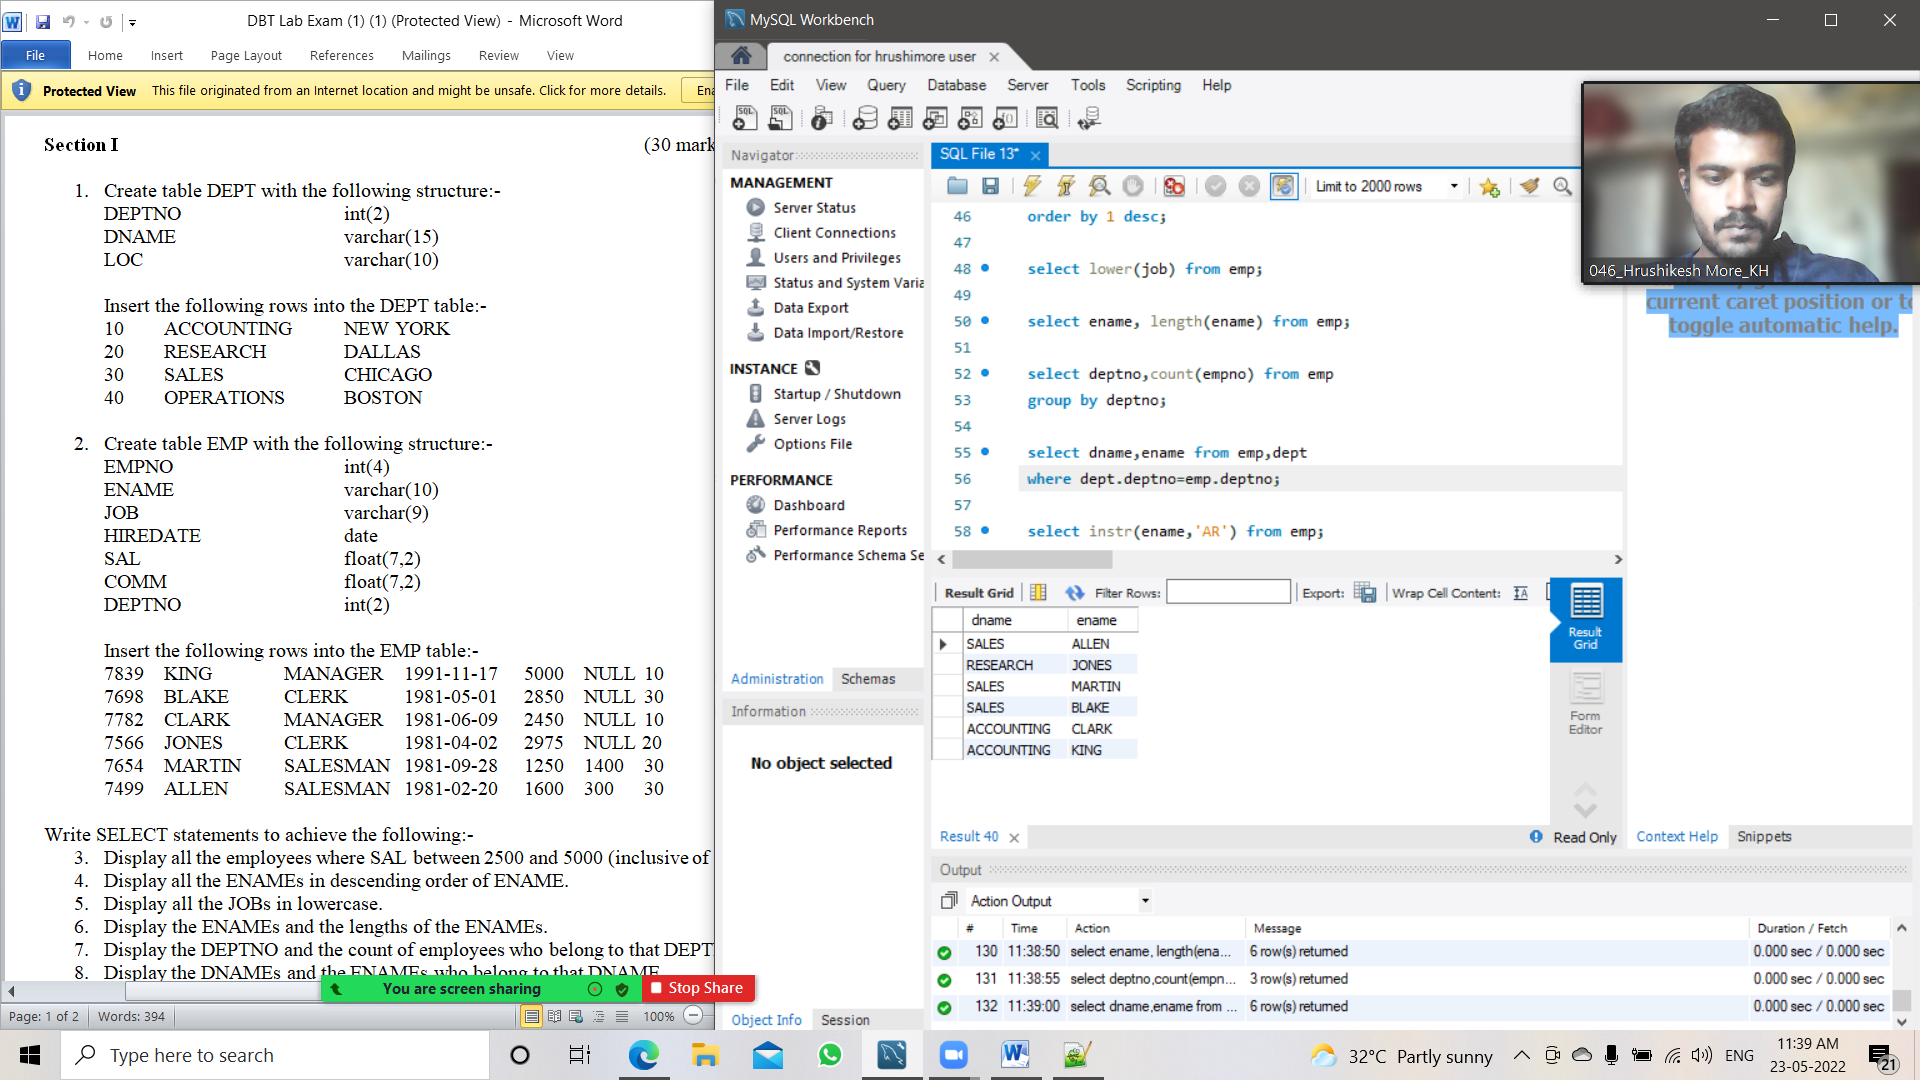 DBT Lab Exam (1) (1) (Protected View) - Microsoft Word
File Home Insert Page Layout References Mailings Review View
Protected View This file originated from an Internet location and might be unsafe. Click for more details.
Section I
1. Create table DEPT with the following structure:-
DEPTNO int(2)
DNAME varchar(15)
LOC varchar(10)
Insert the following rows into the DEPT table:-
10 ACCOUNTING NEW YORK
20 RESEARCH DALLAS
30 SALES CHICAGO
40 OPERATIONS BOSTON
2. Create table EMP with the following structure:-
EMPNO int(4)
ENAME varchar(10)
JOB varchar(9)
HIREDATE date
SAL float(7,2)
COMM float(7,2)
DEPTNO int(2)
Insert the following rows into the EMP table:-
7839 KING MANAGER 1991-11-17 5000 NULL 10
7698 BLAKE CLERK 1981-05-01 2850 NULL 30
7782 CLARK MANAGER 1981-06-09 2450 NULL 10
7566 JONES CLERK 1981-04-02 2975 NULL 20
7654 MARTIN SALESMAN 1981-09-28 1250 1400 30
7499 ALLEN SALESMAN 1981-02-20 1600 300 30
Write SELECT statements to achieve the following:-
3. Display all the employees where SAL between 2500 and 5000 (inclusive of
4. Display all the ENAMEs in descending order of ENAME.
5. Display all the JOBs in lowercase.
6. Display the ENAMEs and the lengths of the ENAMEs.
7. Display the DEPTNO and the count of employees who belong to that DEPT
8. Display the DNAMEs and the ENAMEs who belong to that DNAME
You are screen sharing Stop Share
Page: 1 of 2 Words: 394 100%
MySQL Workbench
connection for hrushimore user
File Edit View Query Database Server Tools Scripting Help
Navigator
MANAGEMENT
Server Status
Client Connections
Users and Privileges
Status and System Varia
Data Export
Data Import/Restore
INSTANCE
Startup / Shutdown
Server Logs
Options File
PERFORMANCE
Dashboard
Performance Reports
Performance Schema Se
Administration Schemas
Information
No object selected
Object Info Session
SQL File 13*
Limit to 2000 rows
46 order by 1 desc;
47
48 select lower(job) from emp;
49
50 select ename, length(ename) from emp;
51
52 select deptno,count(empno) from emp
53 group by deptno;
54
55 select dname,ename from emp,dept
56 where dept.deptno=emp.deptno;
57
58 select instr(ename,'AR') from emp;
Result Grid Filter Rows: Export: Wrap Cell Content:
dname ename
SALES ALLEN
RESEARCH JONES
SALES MARTIN
SALES BLAKE
ACCOUNTING CLARK
ACCOUNTING KING
Result Grid
Form Editor
Result 40 Read Only
046_Hrushikesh More_KH
current caret position or to
toggle automatic help.
Context Help Snippets
Output
Action Output
# Time Action Message Duration / Fetch
130 11:38:50 select ename, length(ena... 6 row(s) returned 0.000 sec / 0.000 sec
131 11:38:55 select deptno,count(empn... 3 row(s) returned 0.000 sec / 0.000 sec
132 11:39:00 select dname,ename from ... 6 row(s) returned 0.000 sec / 0.000 sec
Type here to search
32°C Partly sunny ENG 11:39 AM
23-05-2022 21